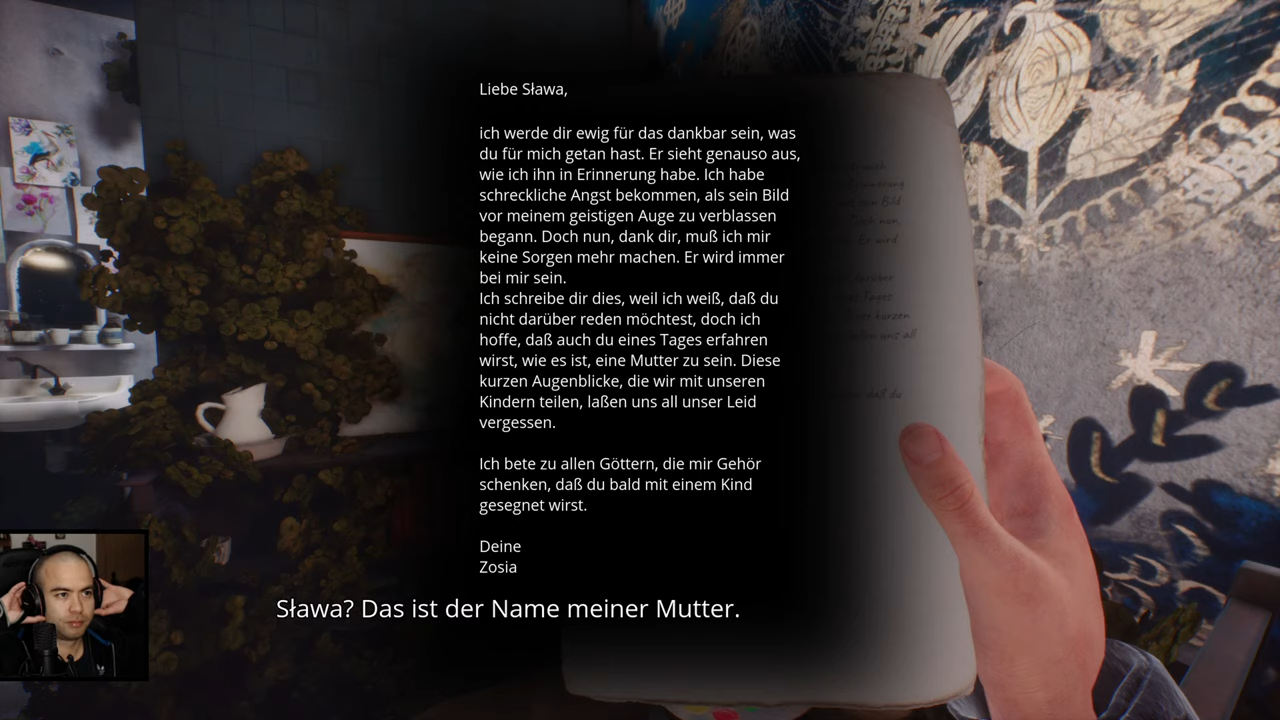 Liebe Sława,
ich werde dir ewig für das dankbar sein, was
du für mich getan hast. Er sieht genauso aus,
wie ich ihn in Erinnerung habe. Ich habe
schreckliche Angst bekommen, als sein Bild
vor meinem geistigen Auge zu verblassen
begann. Doch nun, dank dir, muß ich mir
keine Sorgen mehr machen. Er wird immer
bei mir sein.
Ich schreibe dir dies, weil ich weiß, daß du
nicht darüber reden möchtest, doch ich
hoffe, daß auch du eines Tages erfahren
wirst, wie es ist, eine Mutter zu sein. Diese
kurzen Augenblicke, die wir mit unseren
Kindern teilen, laßen uns all unser Leid
vergessen.
Ich bete zu allen Göttern, die mir Gehör
schenken, daß du bald mit einem Kind
gesegnet wirst.
Deine
Zosia
Sława? Das ist der Name meiner Mutter.